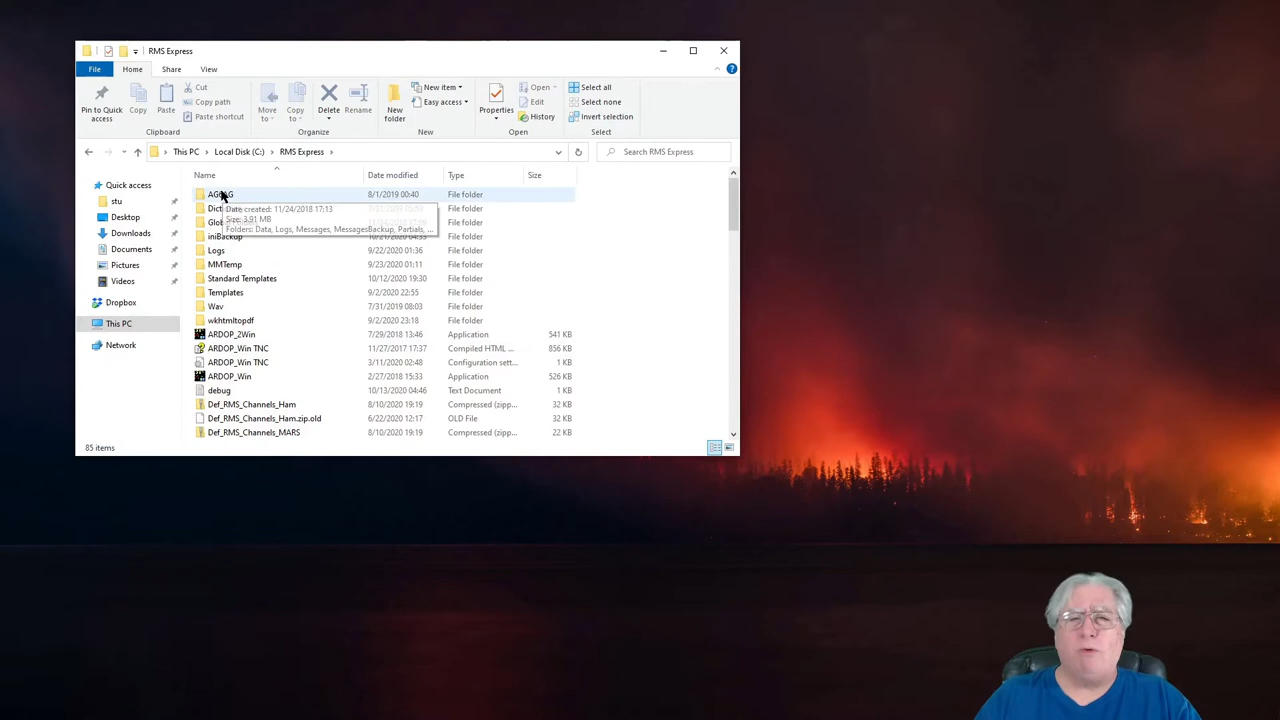 RMS Express
File Home Share View
Pin to Quick access
Copy
Paste
Cut
Copy path
Paste shortcut
Clipboard
Move to
Copy to
Delete
Rename
Organize
New folder
New item
Easy access
New
Properties
Open
Edit
History
Open
Select all
Select none
Invert selection
Select
This PC Local Disk (C:) RMS Express
Search RMS Express
Quick access
stu
Desktop
Downloads
Documents
Pictures
Videos
Dropbox
This PC
Network
Name Date modified Type Size
8/1/2019 00:40 File folder
Date created: 11/24/2018 17:13
Size: 3.91 MB
Folders: Data, Logs, Messages, MessagesBackup, Partials, ...
File folder
File folder
iniBackup File folder
Logs 9/22/2020 01:36 File folder
MMTemp 9/23/2020 01:11 File folder
Standard Templates 10/12/2020 19:30 File folder
Templates 9/2/2020 22:55 File folder
Wav 7/31/2019 08:03 File folder
wkhtmltopdf 9/2/2020 23:18 File folder
ARDOP_2Win 7/29/2018 13:46 Application 541 KB
ARDOP_Win TNC 11/27/2017 17:37 Compiled HTML ... 856 KB
ARDOP_Win TNC 3/11/2020 02:48 Configuration sett... 1 KB
ARDOP_Win 2/27/2018 15:33 Application 526 KB
debug 10/13/2020 04:46 Text Document 1 KB
Def_RMS_Channels_Ham 8/10/2020 19:19 Compressed (zipp... 32 KB
Def_RMS_Channels_Ham.zip.old 6/22/2020 12:17 OLD File 32 KB
Def_RMS_Channels_MARS 8/10/2020 19:19 Compressed (zipp... 22 KB
85 items